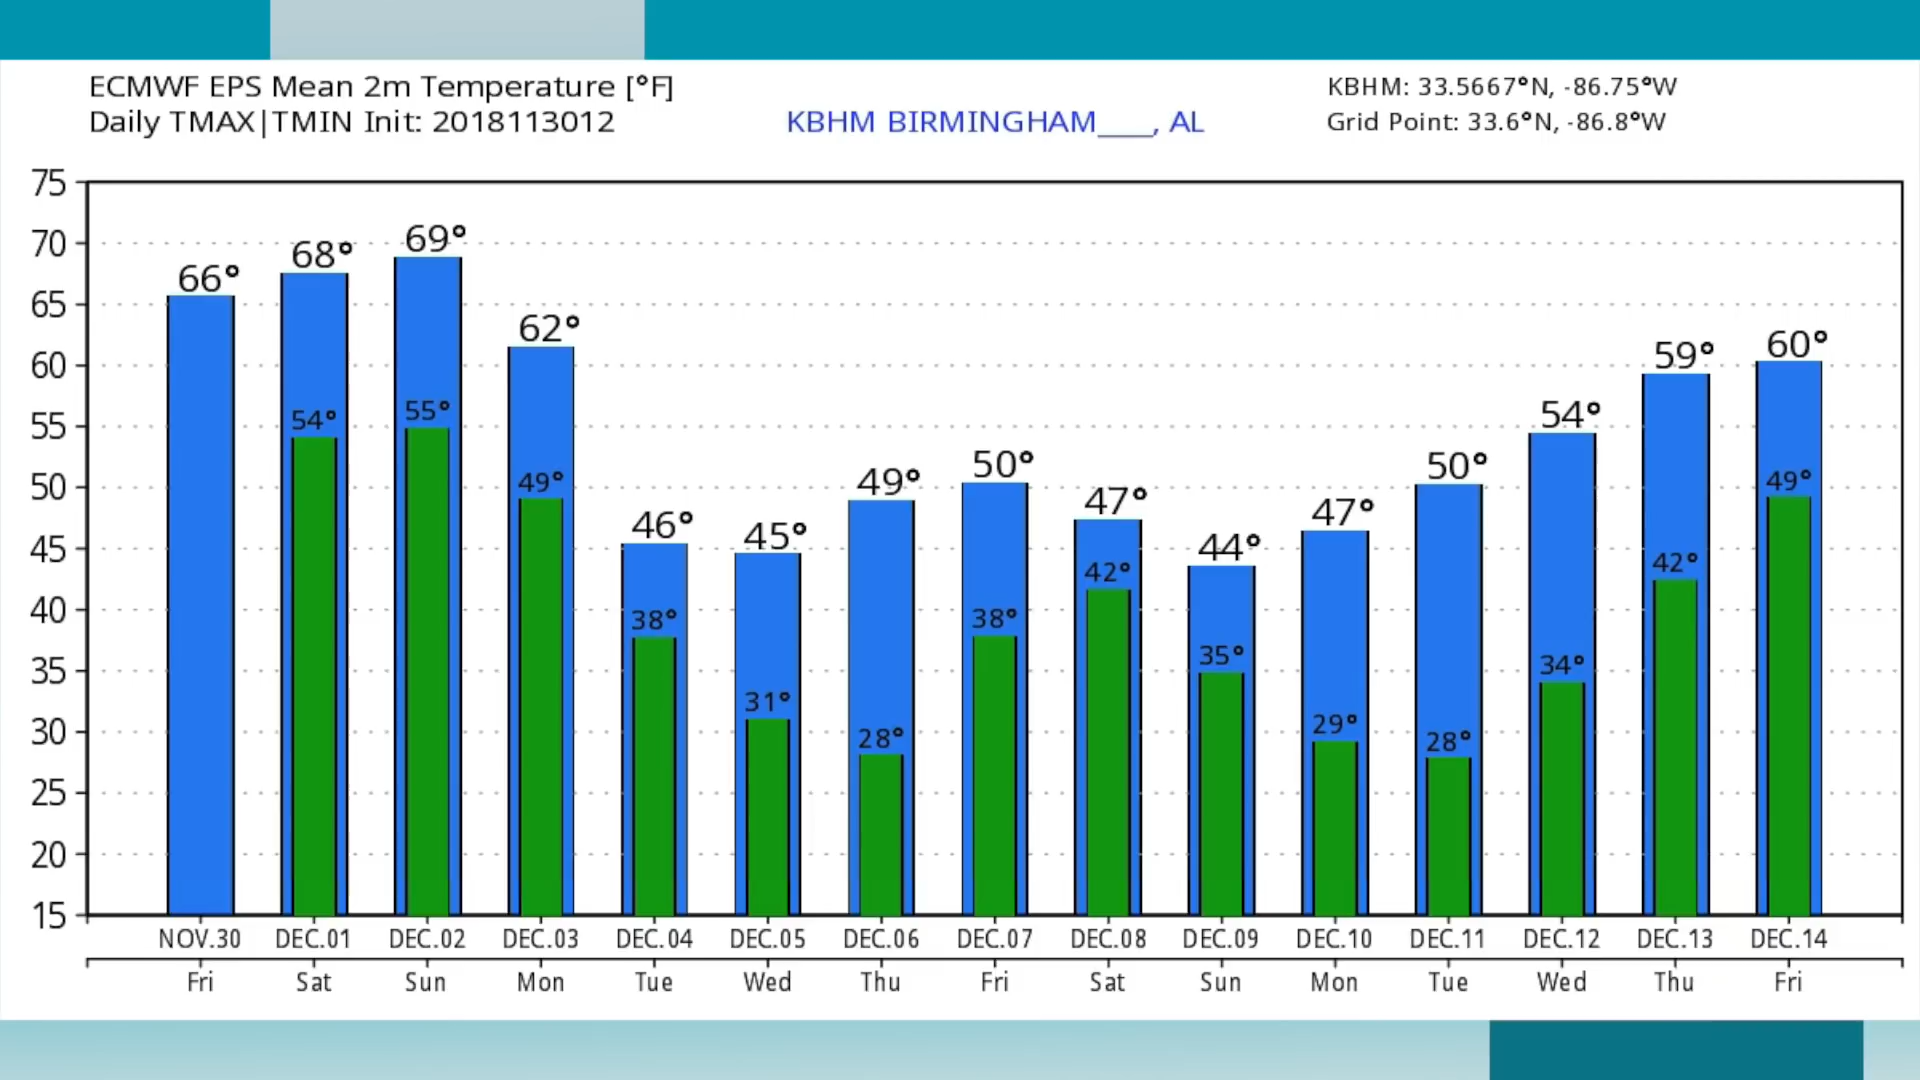 ECMWF EPS Mean 2m Temperature [°F]
Daily TMAX|TMIN Init: 2018113012
KBHM BIRMINGHAM____, AL
KBHM: 33.5667°N, -86.75°W
Grid Point: 33.6°N, -86.8°W
75
70
65
60
55
50
45
40
35
30
25
20
15
66° 68° 69° 62° 46° 45° 49° 50° 47° 44° 47° 50° 54° 59° 60°
54° 55° 49° 38° 31° 28° 38° 42° 35° 29° 28° 34° 42° 49°
NOV.30 DEC.01 DEC.02 DEC.03 DEC.04 DEC.05 DEC.06 DEC.07 DEC.08 DEC.09 DEC.10 DEC.11 DEC.12 DEC.13 DEC.14
Fri Sat Sun Mon Tue Wed Thu Fri Sat Sun Mon Tue Wed Thu Fri